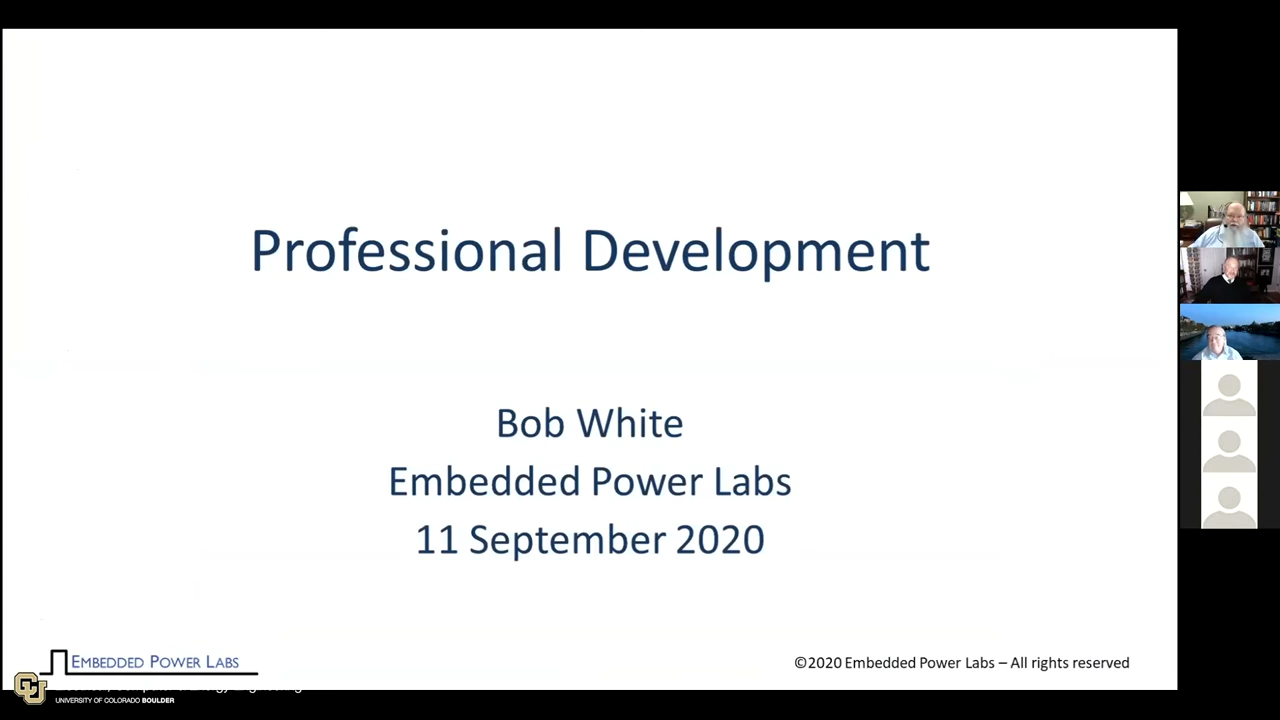 Professional Development
Bob White
Embedded Power Labs
11 September 2020
EMBEDDED POWER LABS
©2020 Embedded Power Labs – All rights reserved
CU
UNIVERSITY OF COLORADO BOULDER